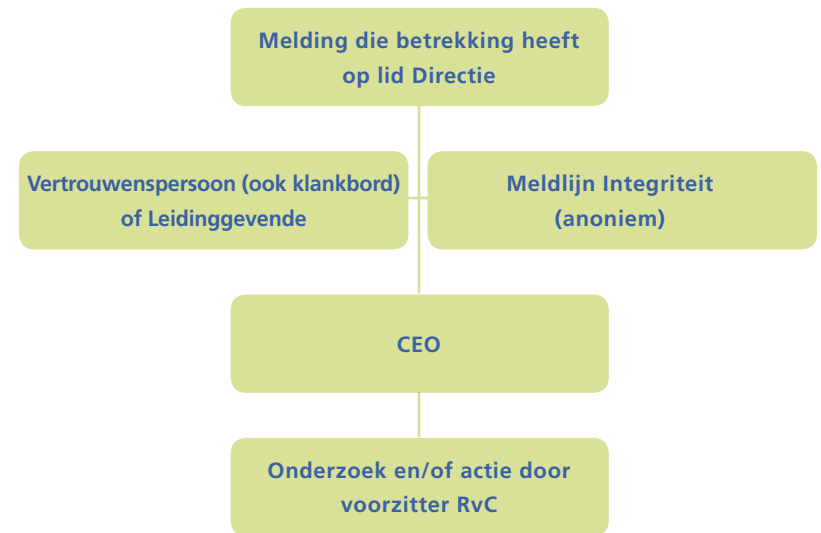 Melding die betrekking heeft
op lid Directie
Vertrouwenspersoon (ook klankbord)
of Leidinggevende
Meldlijn Integriteit
(anoniem)
CEO
Onderzoek en/of actie door
voorzitter RvC